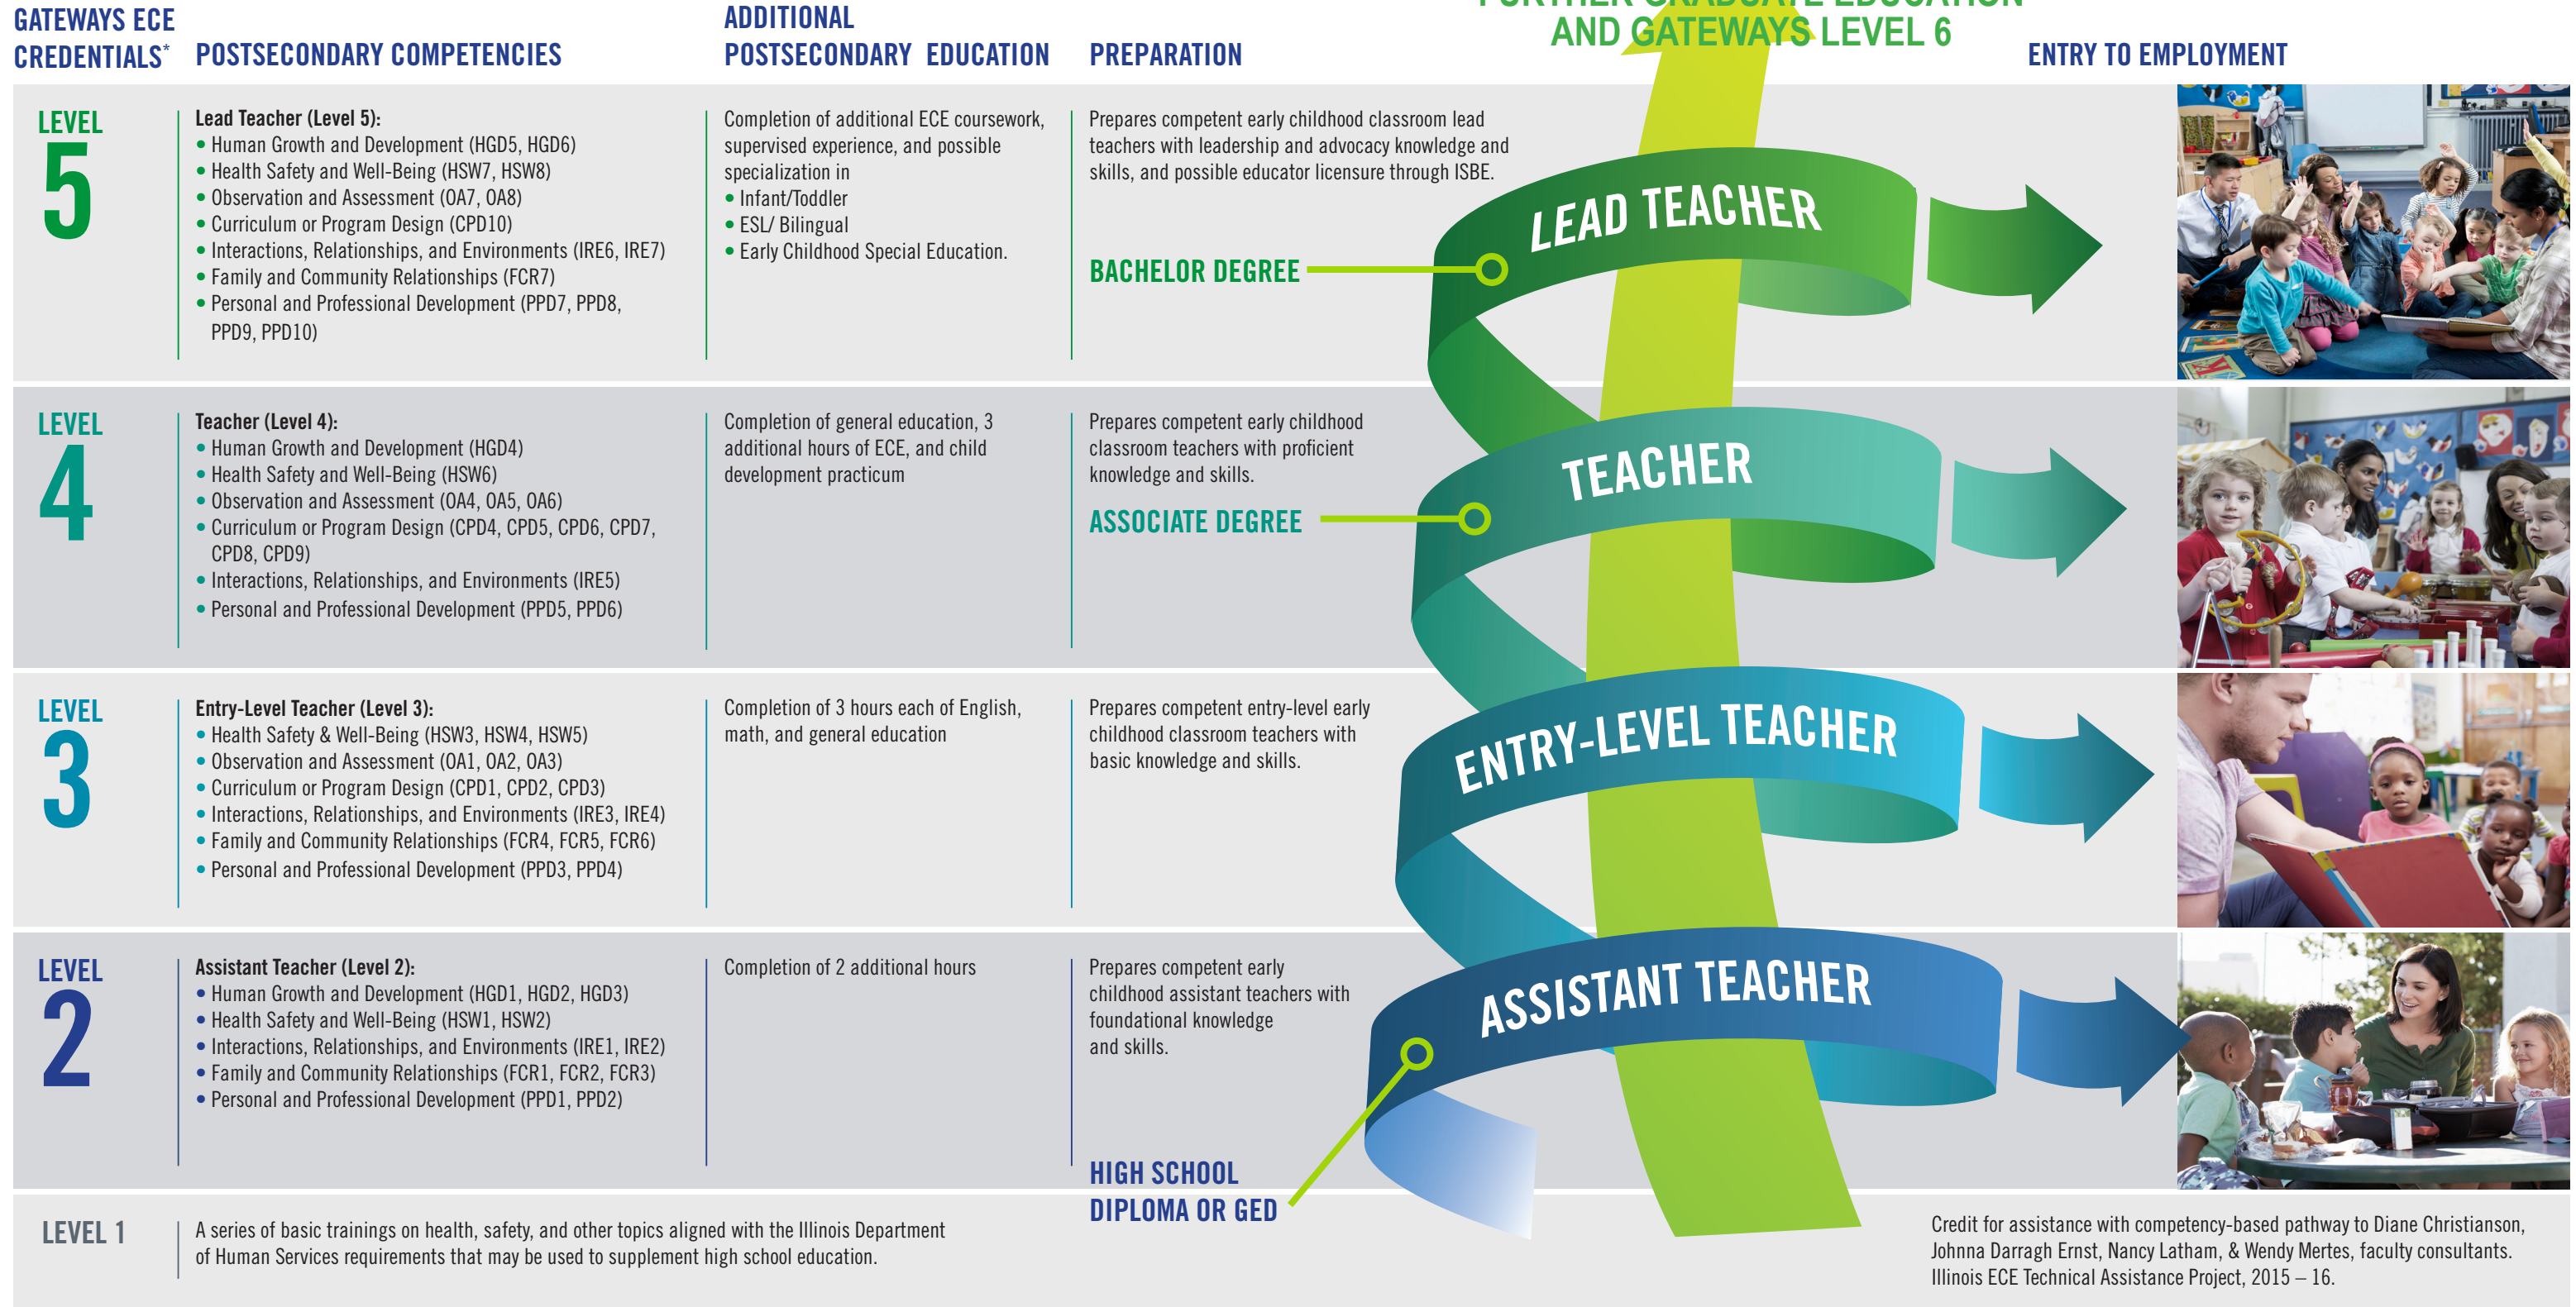 GATEWAYS ECE
CREDENTIALS*
POSTSECONDARY COMPETENCIES
ADDITIONAL
POSTSECONDARY EDUCATION
PREPARATION
FURTHER GRADUATE EDUCATION
AND GATEWAYS LEVEL 6
ENTRY TO EMPLOYMENT
LEVEL
5
Lead Teacher (Level 5):
• Human Growth and Development (HGD5, HGD6)
• Health Safety and Well-Being (HSW7, HSW8)
• Observation and Assessment (OA7, OA8)
• Curriculum or Program Design (CPD10)
• Interactions, Relationships, and Environments (IRE6, IRE7)
• Family and Community Relationships (FCR7)
• Personal and Professional Development (PPD7, PPD8,
PPD9, PPD10)
Completion of additional ECE coursework,
supervised experience, and possible
specialization in
• Infant/Toddler
• ESL/ Bilingual
• Early Childhood Special Education.
Prepares competent early childhood classroom lead
teachers with leadership and advocacy knowledge and
skills, and possible educator licensure through ISBE.
BACHELOR DEGREE
LEAD TEACHER
LEVEL
4
Teacher (Level 4):
• Human Growth and Development (HGD4)
• Health Safety and Well-Being (HSW6)
• Observation and Assessment (OA4, OA5, OA6)
• Curriculum or Program Design (CPD4, CPD5, CPD6, CPD7,
CPD8, CPD9)
• Interactions, Relationships, and Environments (IRE5)
• Personal and Professional Development (PPD5, PPD6)
Completion of general education, 3
additional hours of ECE, and child
development practicum
Prepares competent early childhood
classroom teachers with proficient
knowledge and skills.
ASSOCIATE DEGREE
TEACHER
LEVEL
3
Entry-Level Teacher (Level 3):
• Health Safety & Well-Being (HSW3, HSW4, HSW5)
• Observation and Assessment (OA1, OA2, OA3)
• Curriculum or Program Design (CPD1, CPD2, CPD3)
• Interactions, Relationships, and Environments (IRE3, IRE4)
• Family and Community Relationships (FCR4, FCR5, FCR6)
• Personal and Professional Development (PPD3, PPD4)
Completion of 3 hours each of English,
math, and general education
Prepares competent entry-level early
childhood classroom teachers with
basic knowledge and skills.
ENTRY-LEVEL TEACHER
LEVEL
2
Assistant Teacher (Level 2):
• Human Growth and Development (HGD1, HGD2, HGD3)
• Health Safety and Well-Being (HSW1, HSW2)
• Interactions, Relationships, and Environments (IRE1, IRE2)
• Family and Community Relationships (FCR1, FCR2, FCR3)
• Personal and Professional Development (PPD1, PPD2)
Completion of 2 additional hours
Prepares competent early
childhood assistant teachers with
foundational knowledge
and skills.
ASSISTANT TEACHER
HIGH SCHOOL
DIPLOMA OR GED
LEVEL 1
A series of basic trainings on health, safety, and other topics aligned with the Illinois Department
of Human Services requirements that may be used to supplement high school education.
Credit for assistance with competency-based pathway to Diane Christianson,
Johnna Darragh Ernst, Nancy Latham, & Wendy Mertes, faculty consultants.
Illinois ECE Technical Assistance Project, 2015 – 16.